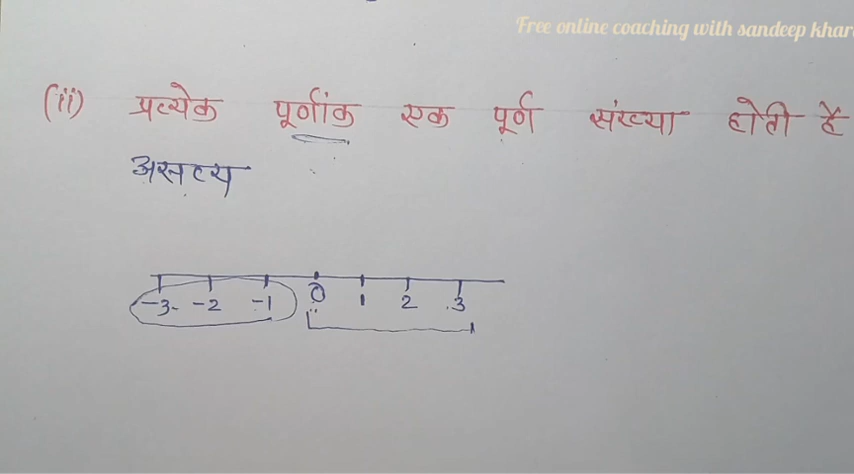 Free online coaching with sandeep khar
(ii) प्रत्येक पूर्णांक एक पूर्ण संख्या होती है
असत्य
-3 -2 -1 0 1 2 3